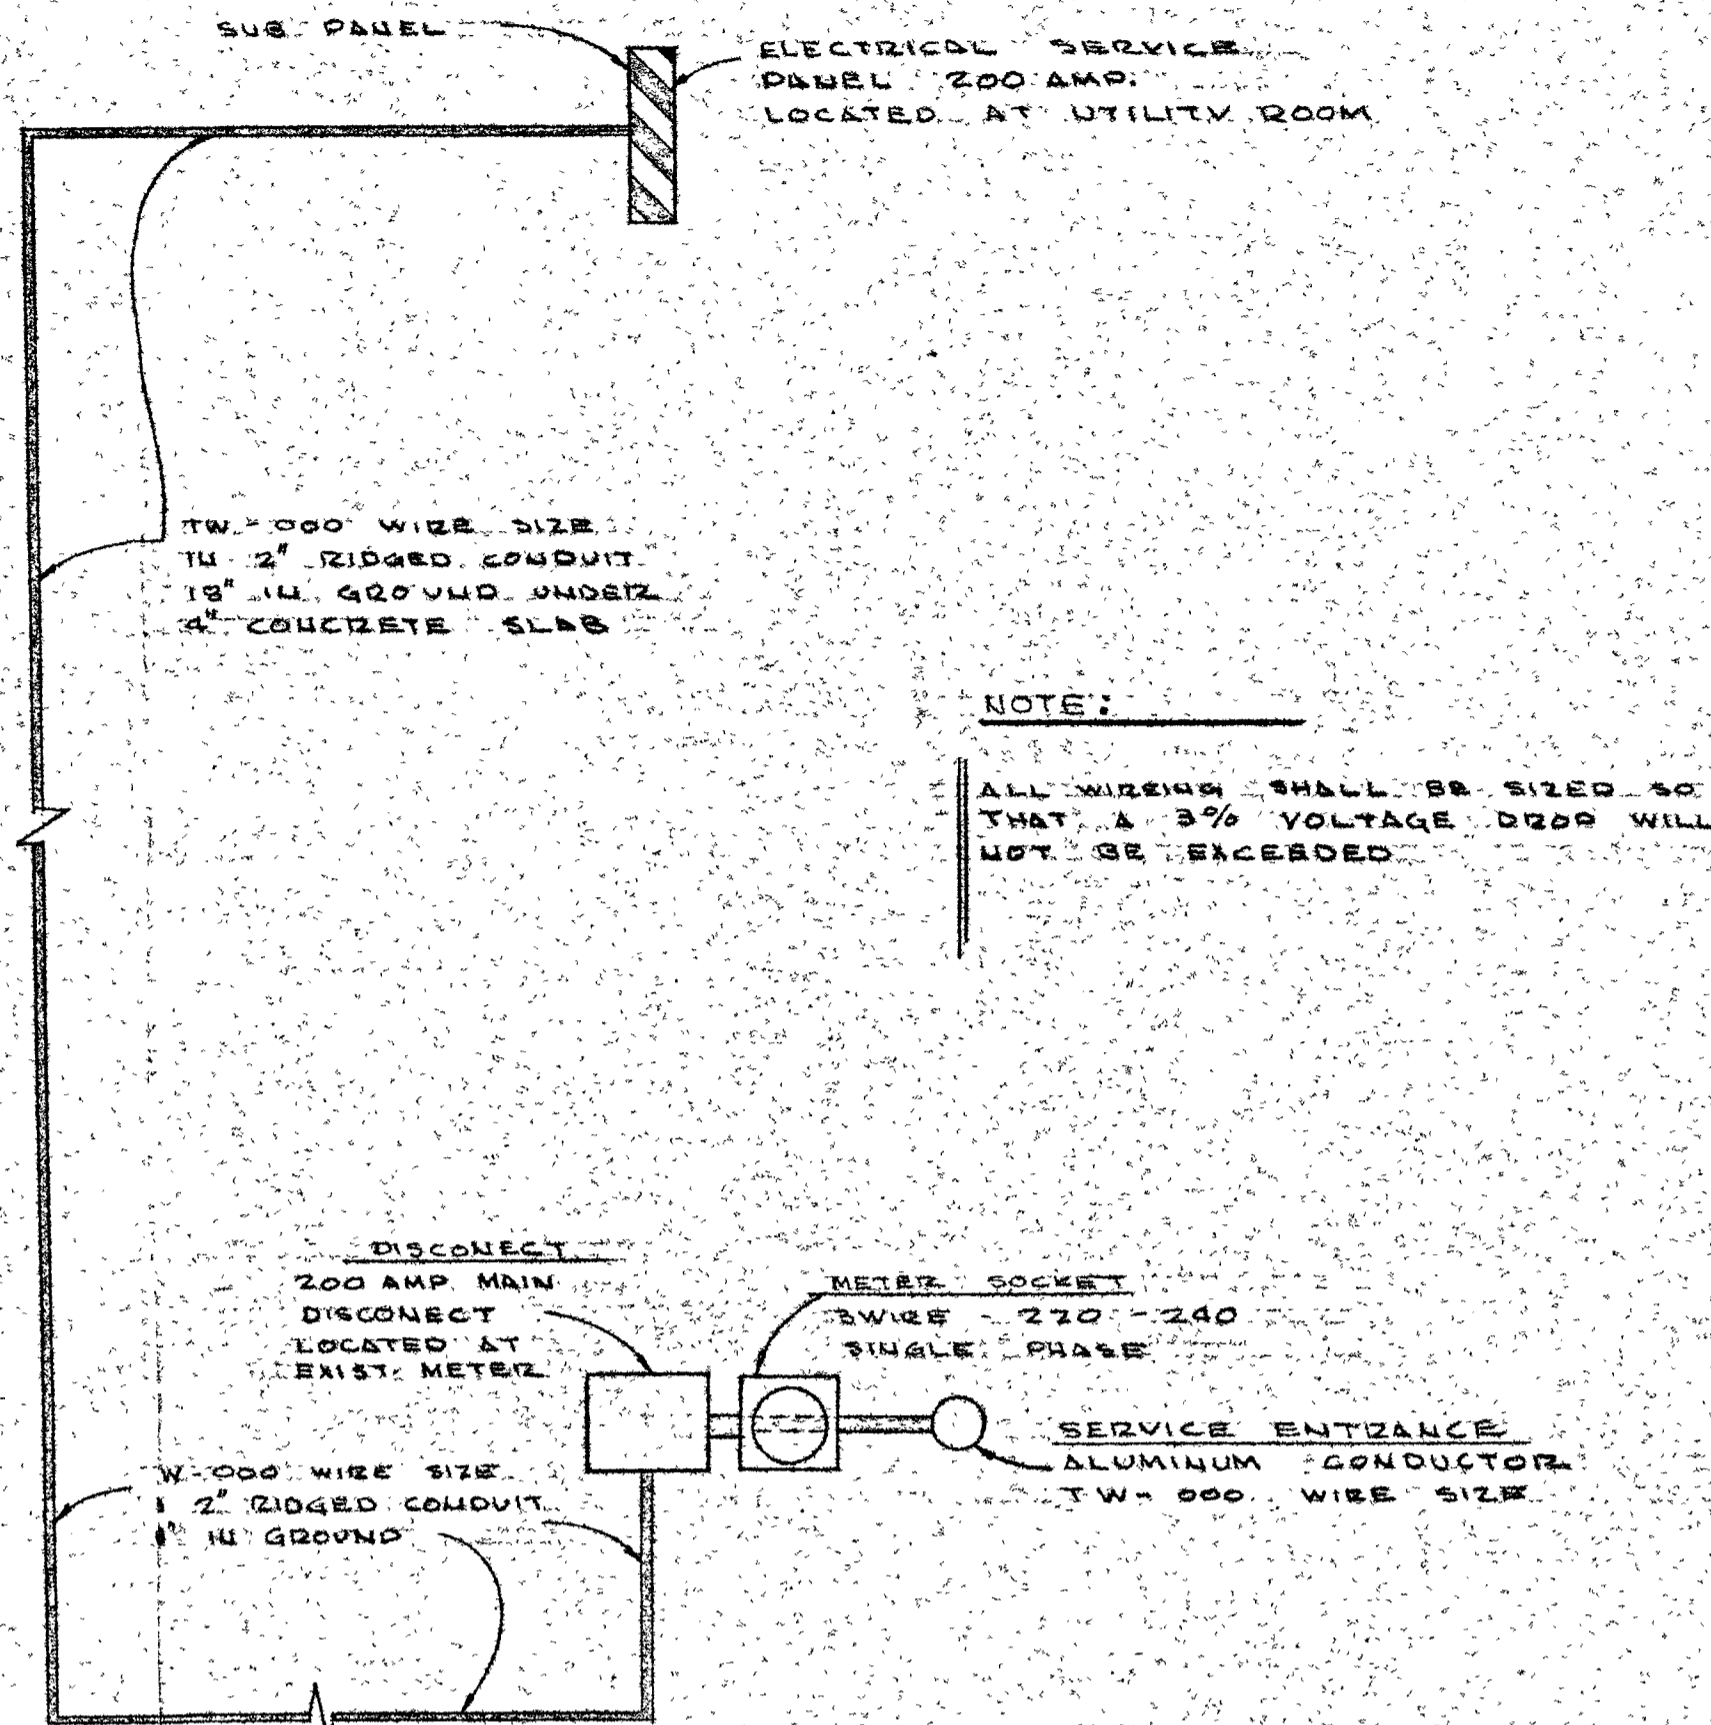 SUB PANEL
ELECTRICAL SERVICE
PANEL 200 AMP.
LOCATED AT UTILITY ROOM
TW-000 WIRE SIZE
IN 2" RIDGED CONDUIT
18" IN GROUND UNDER
4" CONCRETE SLAB
NOTE:
ALL WIREING SHALL BE SIZED SO
THAT A 3% VOLTAGE DROP WILL
NOT BE EXCEEDED
DISCONECT
200 AMP MAIN
DISCONECT
LOCATED AT
EXIST. METER
METER SOCKET
3WIRE - 220 - 240
SINGLE PHASE
SERVICE ENTRANCE
ALUMINUM CONDUCTOR
TW-000 WIRE SIZE
W-000 WIRE SIZE
2" RIDGED CONDUIT
IN GROUND